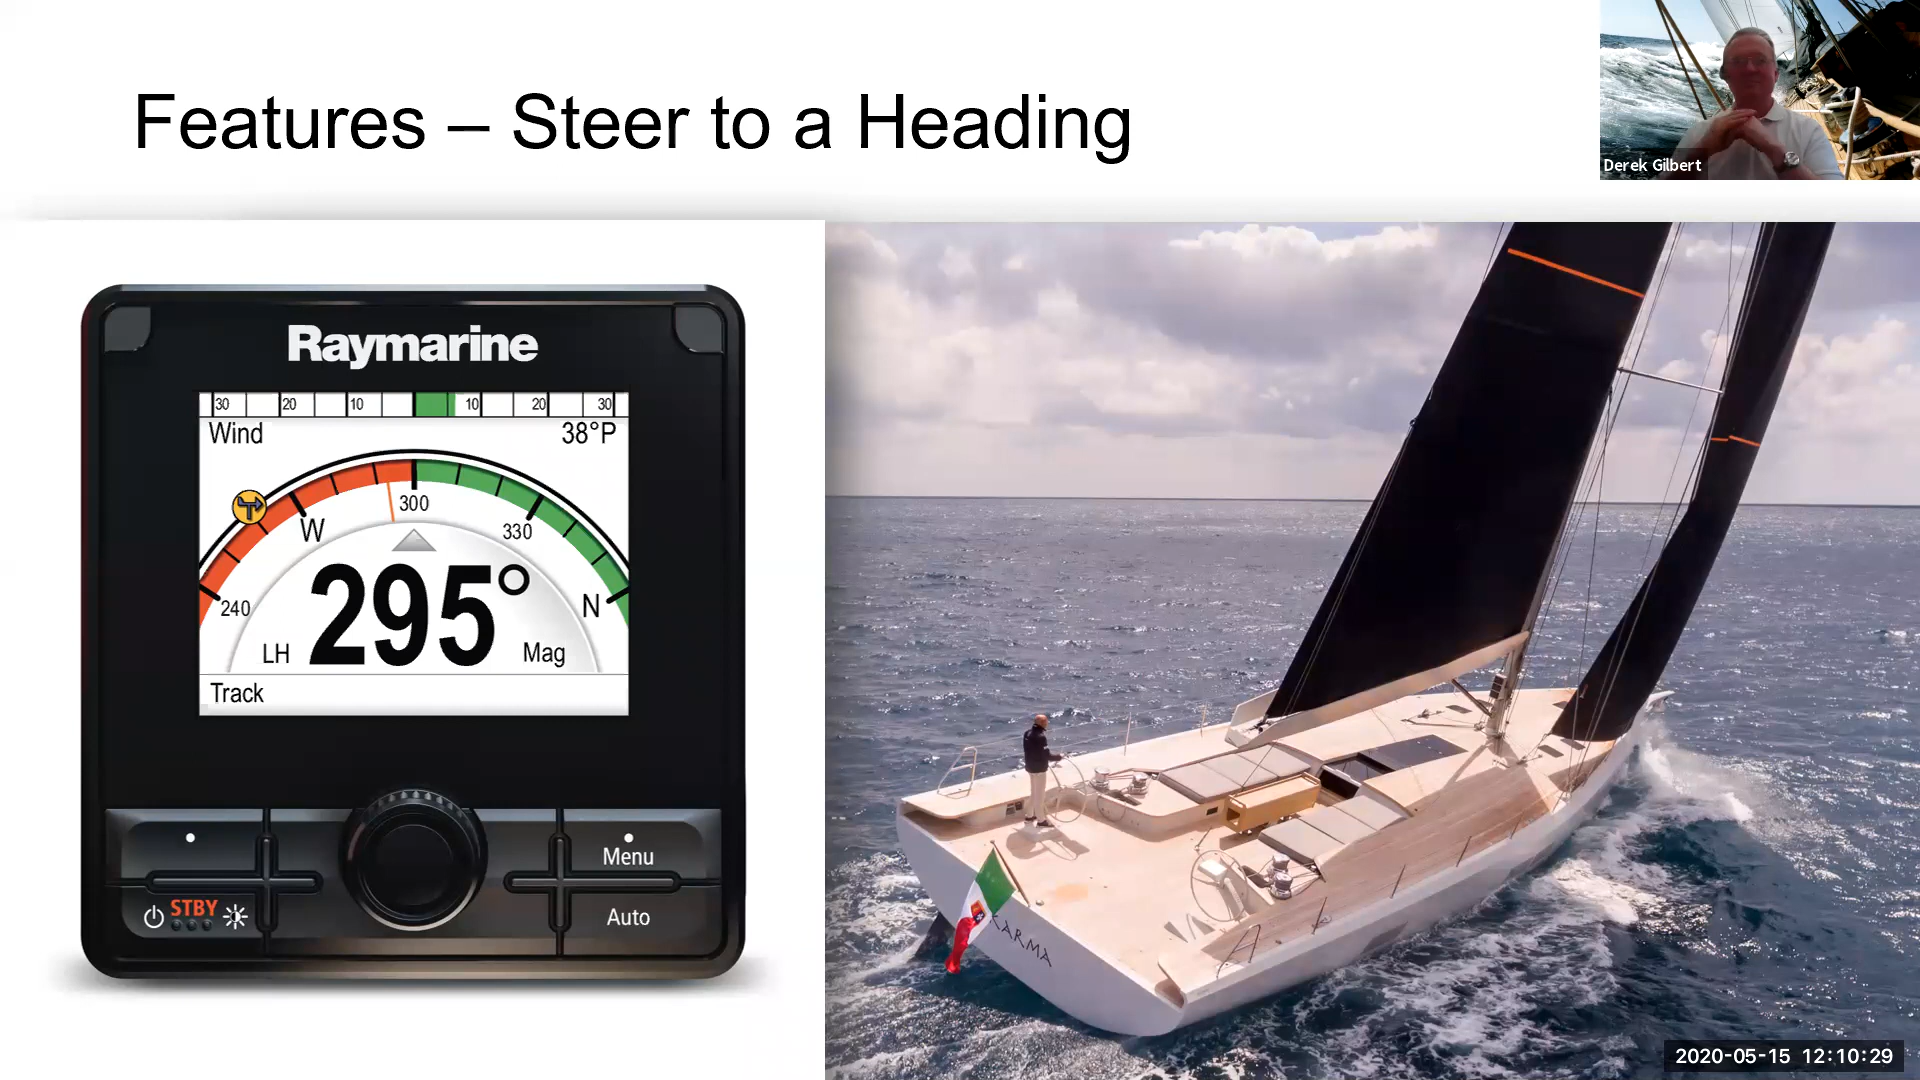 Features – Steer to a Heading
Derek Gilbert
Raymarine
30 20 10 10 20 30
Wind 38°P
300
W 330
240 N
295°
LH Mag
Track
Menu
STBY
Auto
KARMA
2020-05-15 12:10:29